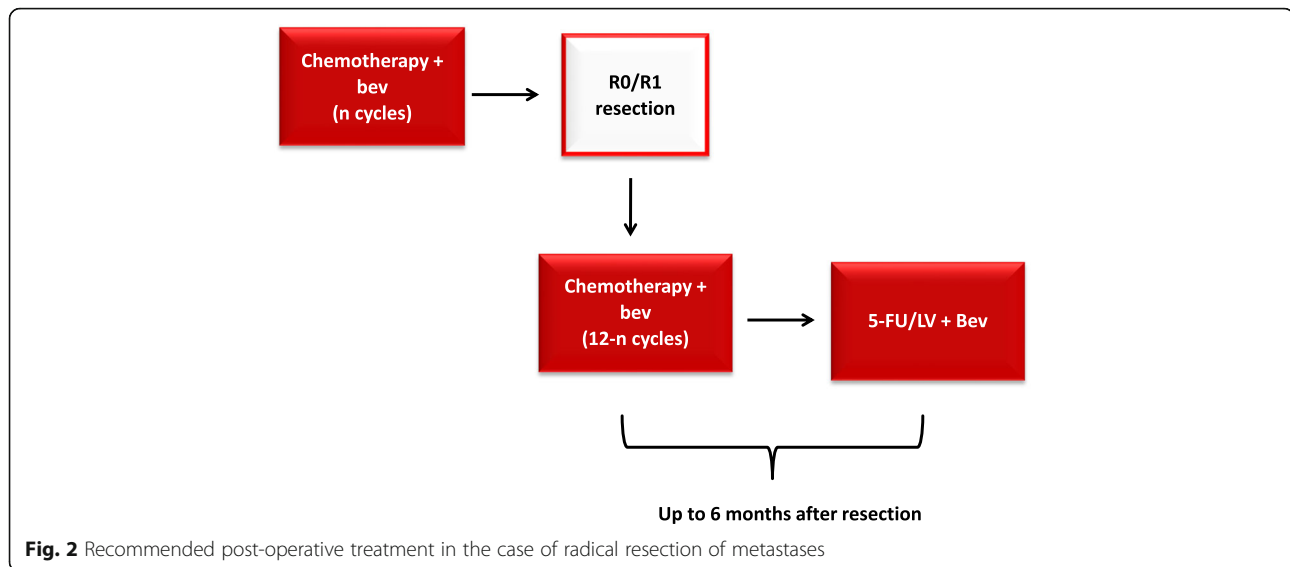 Chemotherapy +
bev
(n cycles)
R0/R1
resection
Chemotherapy +
bev
(12-n cycles)
5-FU/LV + Bev
Up to 6 months after resection
Fig. 2 Recommended post-operative treatment in the case of radical resection of metastases